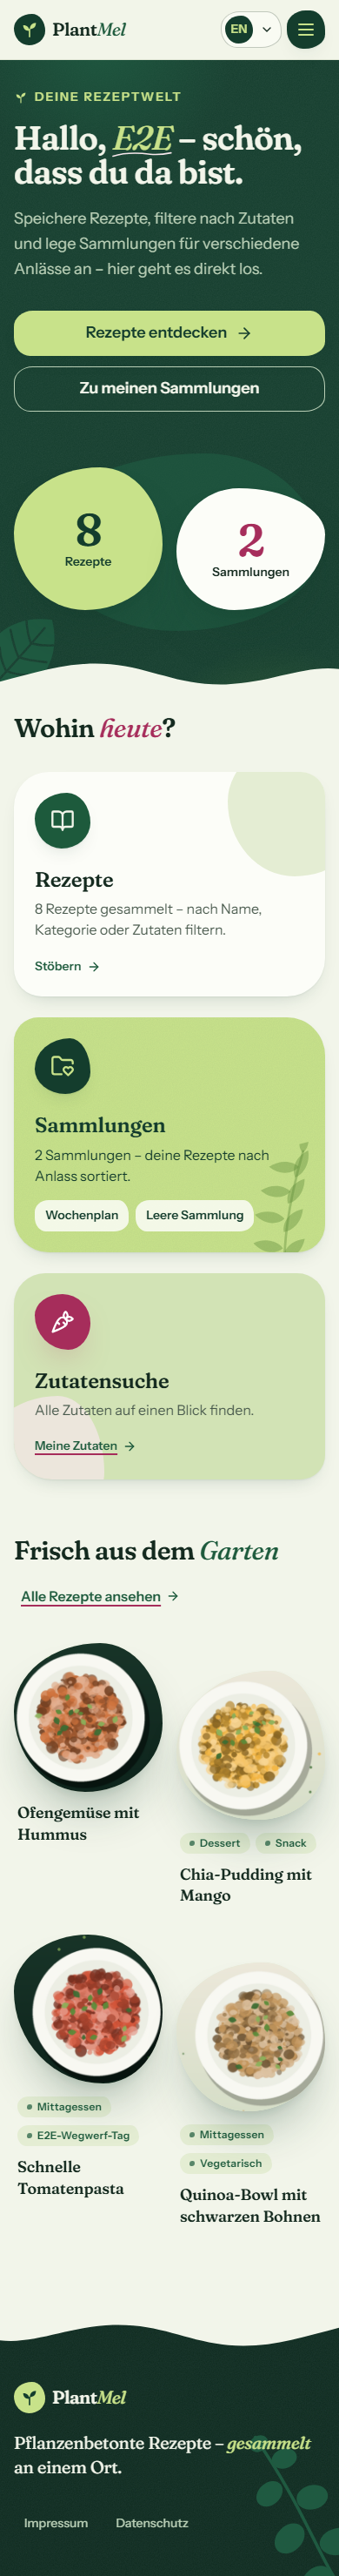 PlantMel
EN
DEINE REZEPTWELT
Hallo, E2E – schön,
dass du da bist.
Speichere Rezepte, filtere nach Zutaten
und lege Sammlungen für verschiedene
Anlässe an – hier geht es direkt los.
Rezepte entdecken →
Zu meinen Sammlungen
8
Rezepte
2
Sammlungen
Wohin heute?
Rezepte
8 Rezepte gesammelt – nach Name,
Kategorie oder Zutaten filtern.
Stöbern →
Sammlungen
2 Sammlungen – deine Rezepte nach
Anlass sortiert.
Wochenplan
Leere Sammlung
Zutatensuche
Alle Zutaten auf einen Blick finden.
Meine Zutaten →
Frisch aus dem Garten
Alle Rezepte ansehen →
Ofengemüse mit
Hummus
Dessert
Snack
Chia-Pudding mit
Mango
Mittagessen
E2E-Wegwerf-Tag
Schnelle
Tomatenpasta
Mittagessen
Vegetarisch
Quinoa-Bowl mit
schwarzen Bohnen
PlantMel
Pflanzenbetonte Rezepte – gesammelt
an einem Ort.
Impressum
Datenschutz